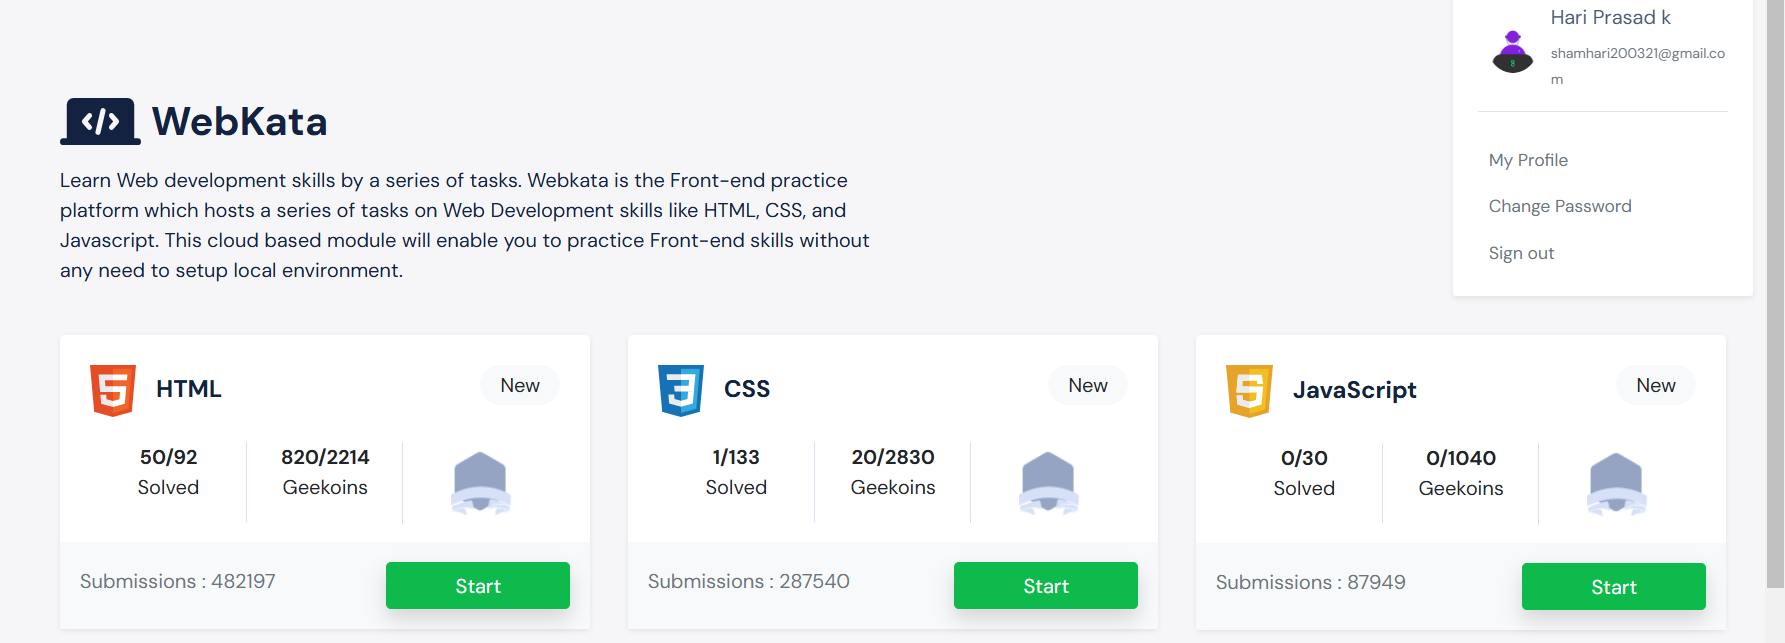 Hari Prasad k
shamhari200321@gmail.co
m
My Profile
Change Password
Sign out
WebKata
Learn Web development skills by a series of tasks. Webkata is the Front-end practice
platform which hosts a series of tasks on Web Development skills like HTML, CSS, and
Javascript. This cloud based module will enable you to practice Front-end skills without
any need to setup local environment.
HTML
New
50/92
Solved
820/2214
Geekoins
Submissions : 482197
Start
CSS
New
1/133
Solved
20/2830
Geekoins
Submissions : 287540
Start
JavaScript
New
0/30
Solved
0/1040
Geekoins
Submissions : 87949
Start